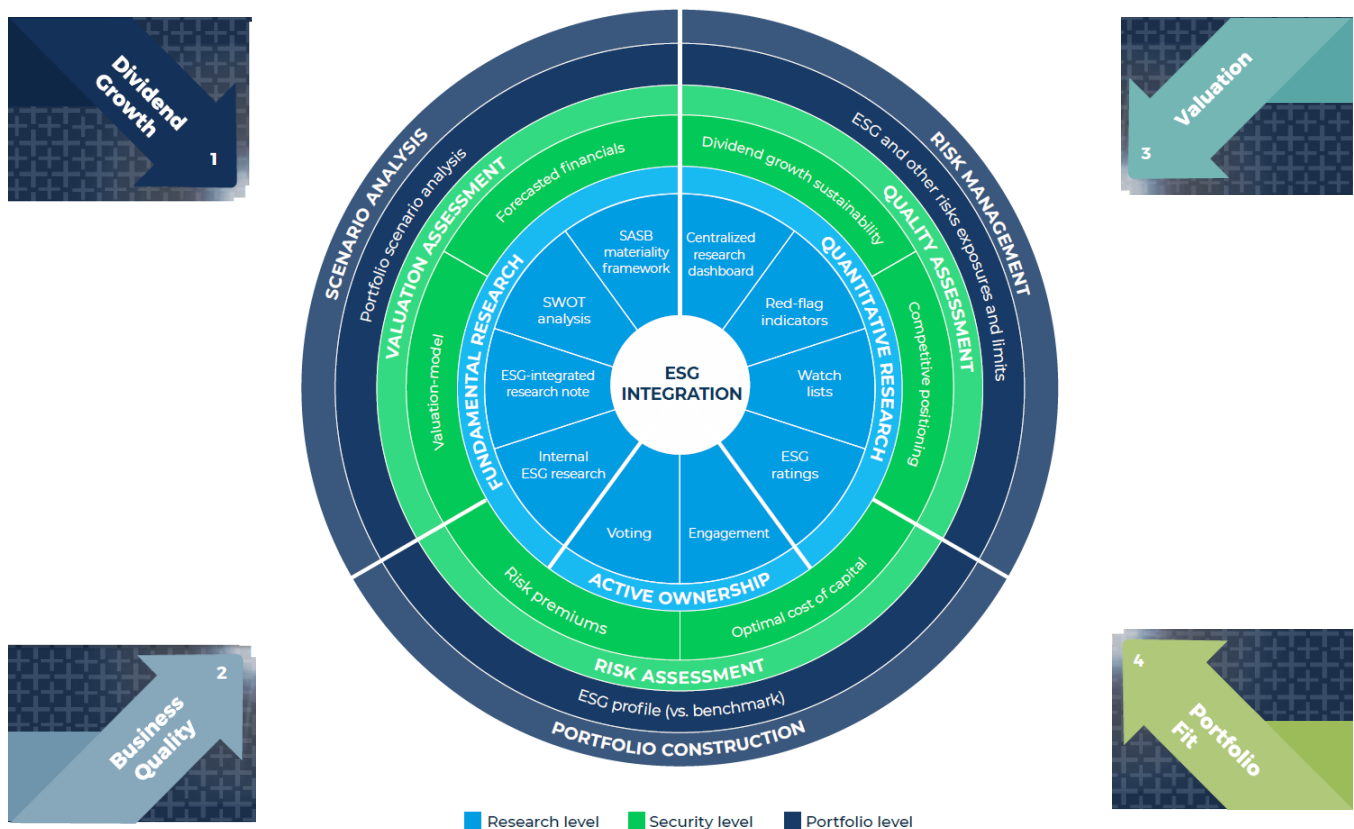 Dividend
Growth
1
Valuation
3
SCENARIO ANALYSIS
Portfolio scenario analysis
RISK MANAGEMENT
ESG and other risks exposures and limits
VALUATION ASSESSMENT
Forecasted financials
Valuation-model
QUALITY ASSESSMENT
Dividend growth sustainability
Competitive positioning
FUNDAMENTAL RESEARCH
SASB
materiality
framework
SWOT
analysis
ESG-integrated
research note
Internal
ESG research
QUANTITATIVE RESEARCH
Centralized
research
dashboard
Red-flag
indicators
Watch
lists
ESG
ratings
ESG
INTEGRATION
Voting
Engagement
ACTIVE OWNERSHIP
Risk premiums
Optimal cost of capital
RISK ASSESSMENT
ESG profile (vs. benchmark)
PORTFOLIO CONSTRUCTION
2
Business
Quality
4
Portfolio
Fit
Research level
Security level
Portfolio level